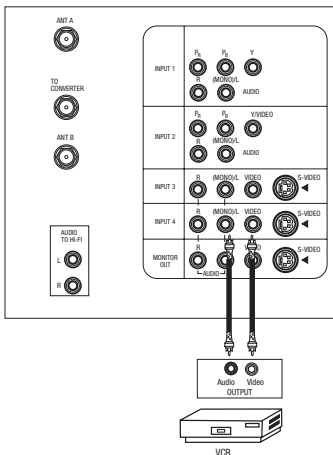 ANT A
TO
CONVERTER
ANT B
AUDIO
TO HI-FI
L
R
INPUT 1
PR PB Y
R (MONO)/L AUDIO
INPUT 2
PR PB Y/VIDEO
R (MONO)/L AUDIO
INPUT 3
R (MONO)/L VIDEO S-VIDEO
INPUT 4
R (MONO)/L VIDEO S-VIDEO
MONITOR
OUT
R VIDEO S-VIDEO
AUDIO
Audio Video
OUTPUT
VCR